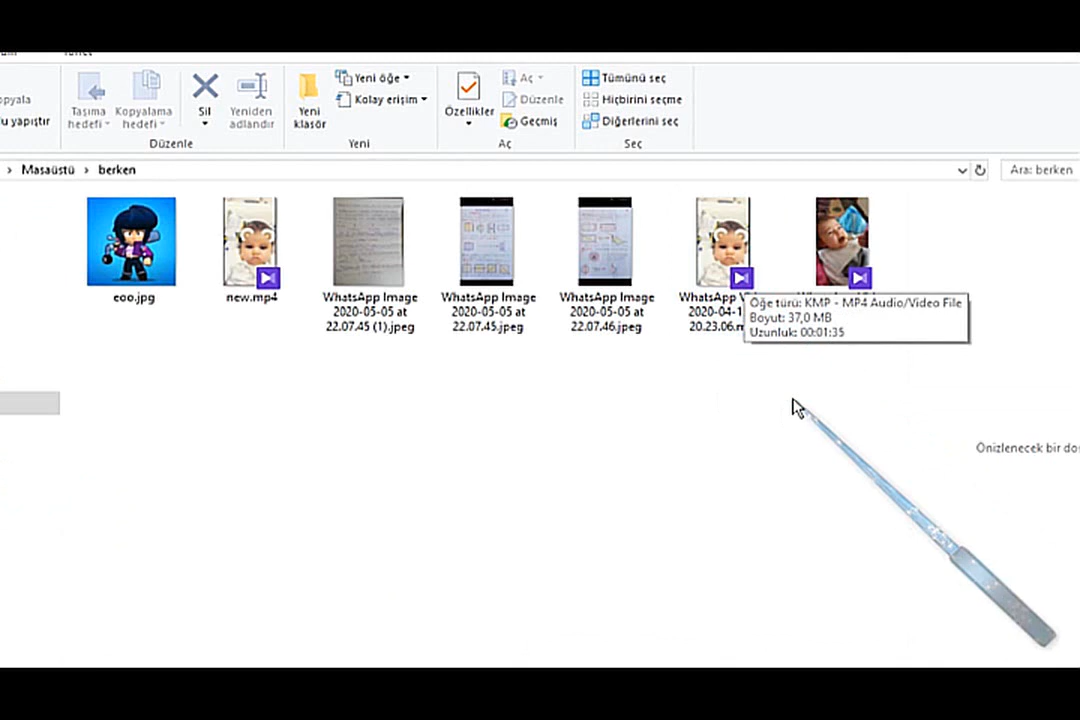 opyala
u yapıştır
Taşıma hedefi
Kopyalama hedefi
Sil
Yeniden adlandır
Düzenle
Yeni klasör
Yeni öğe
Kolay erişim
Yeni
Özellikler
Aç
Düzenle
Geçmiş
Aç
Tümünü seç
Hiçbirini seçme
Diğerlerini seç
Seç
> Masaüstü > berken
Ara: berken
eoo.jpg
new.mp4
WhatsApp Image
2020-05-05 at
22.07.45 (1).jpeg
WhatsApp Image
2020-05-05 at
22.07.45.jpeg
WhatsApp Image
2020-05-05 at
22.07.46.jpeg
WhatsApp V
2020-04-1
20.23.06.m
Öğe türü: KMP - MP4 Audio/Video File
Boyut: 37,0 MB
Uzunluk: 00:01:35
Önizlenecek bir dos